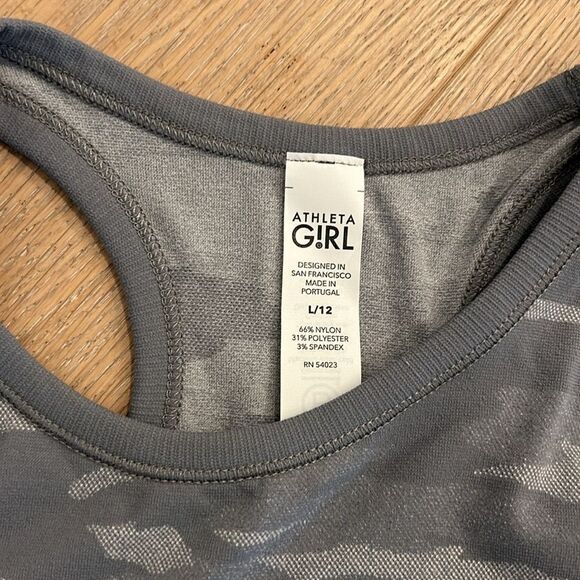 ATHLETA
GIRL
DESIGNED IN
SAN FRANCISCO
MADE IN
PORTUGAL
L/12
66% NYLON
31% POLYESTER
3% SPANDEX
RN 54023